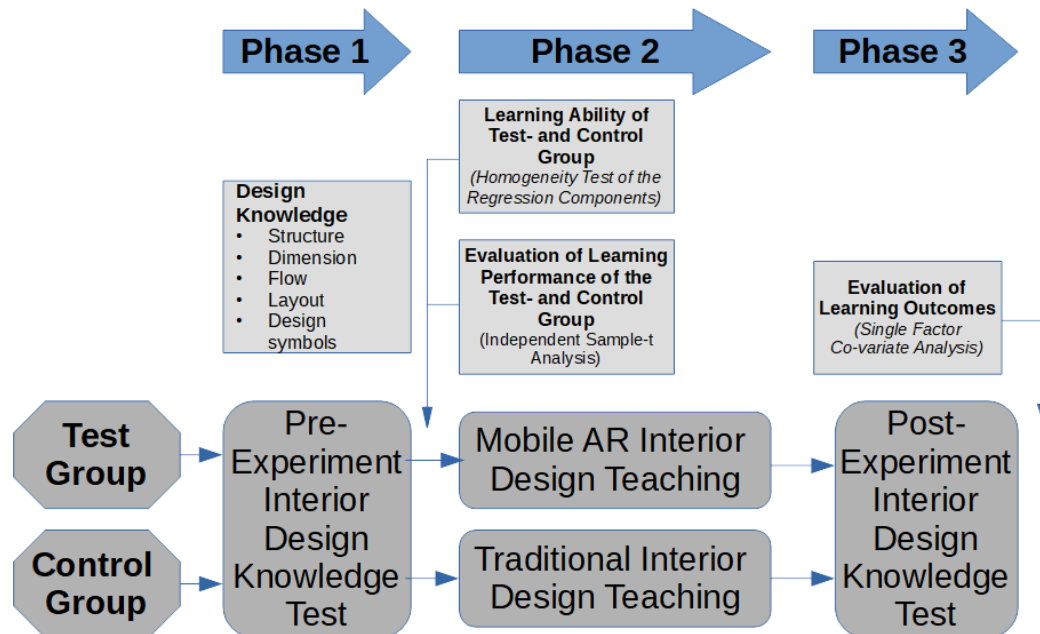 Phase 1
Phase 2
Phase 3
Learning Ability of
Test- and Control
Group
(Homogeneity Test of the
Regression Components)
Design
Knowledge
• Structure
• Dimension
• Flow
• Layout
• Design
symbols
Evaluation of Learning
Performance of the
Test- and Control
Group
(Independent Sample-t
Analysis)
Evaluation of
Learning Outcomes
(Single Factor
Co-variate Analysis)
Test
Group
Pre-
Experiment
Interior
Design
Knowledge
Test
Mobile AR Interior
Design Teaching
Post-
Experiment
Interior
Design
Knowledge
Test
Control
Group
Traditional Interior
Design Teaching